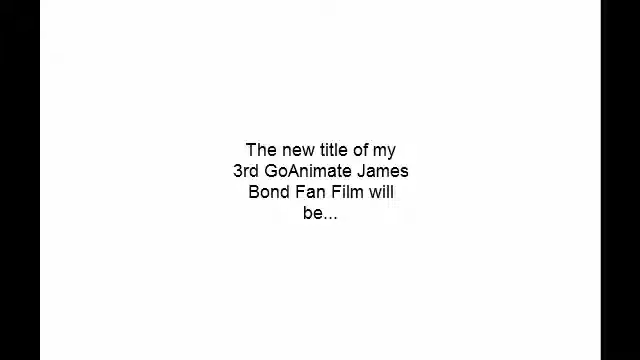 The new title of my
3rd GoAnimate James
Bond Fan Film will
be...